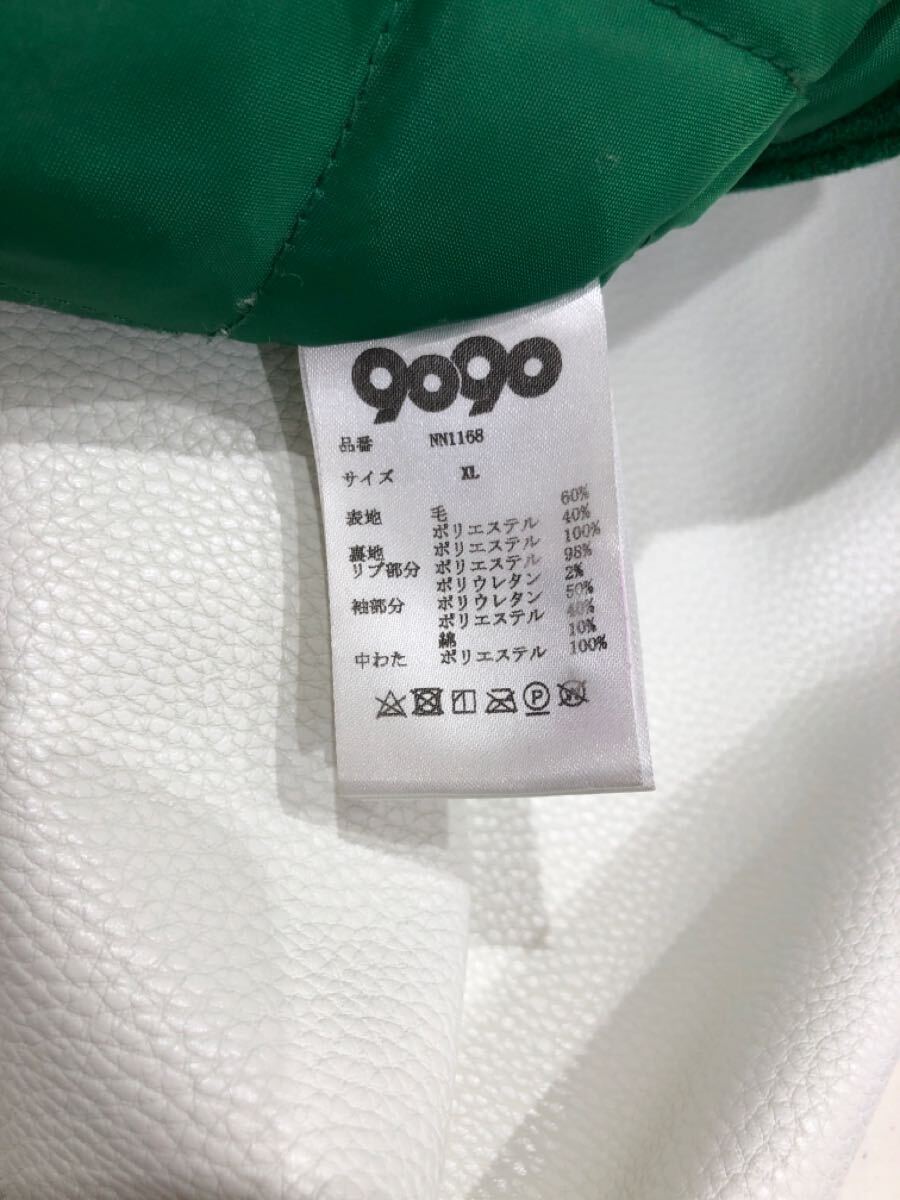 9090
品番 NN1168
サイズ XL
表地 毛 60%
ポリエステル 40%
裏地 ポリエステル 100%
リブ部分 ポリエステル 98%
ポリウレタン 2%
袖部分 ポリウレタン 50%
ポリエステル 40%
綿 10%
中わた ポリエステル 100%
P W